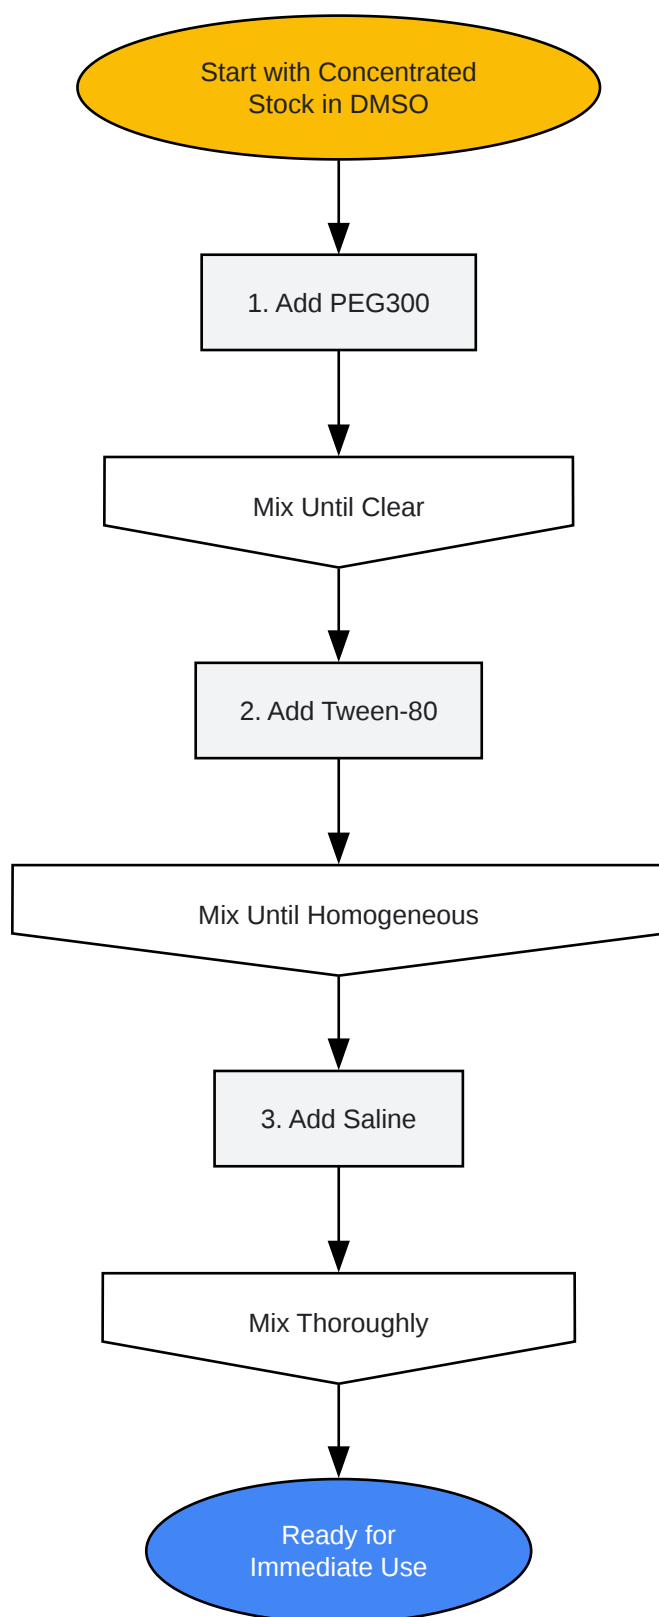 Start with Concentrated
Stock in DMSO
1. Add PEG300
Mix Until Clear
2. Add Tween-80
Mix Until Homogeneous
3. Add Saline
Mix Thoroughly
Ready for
Immediate Use